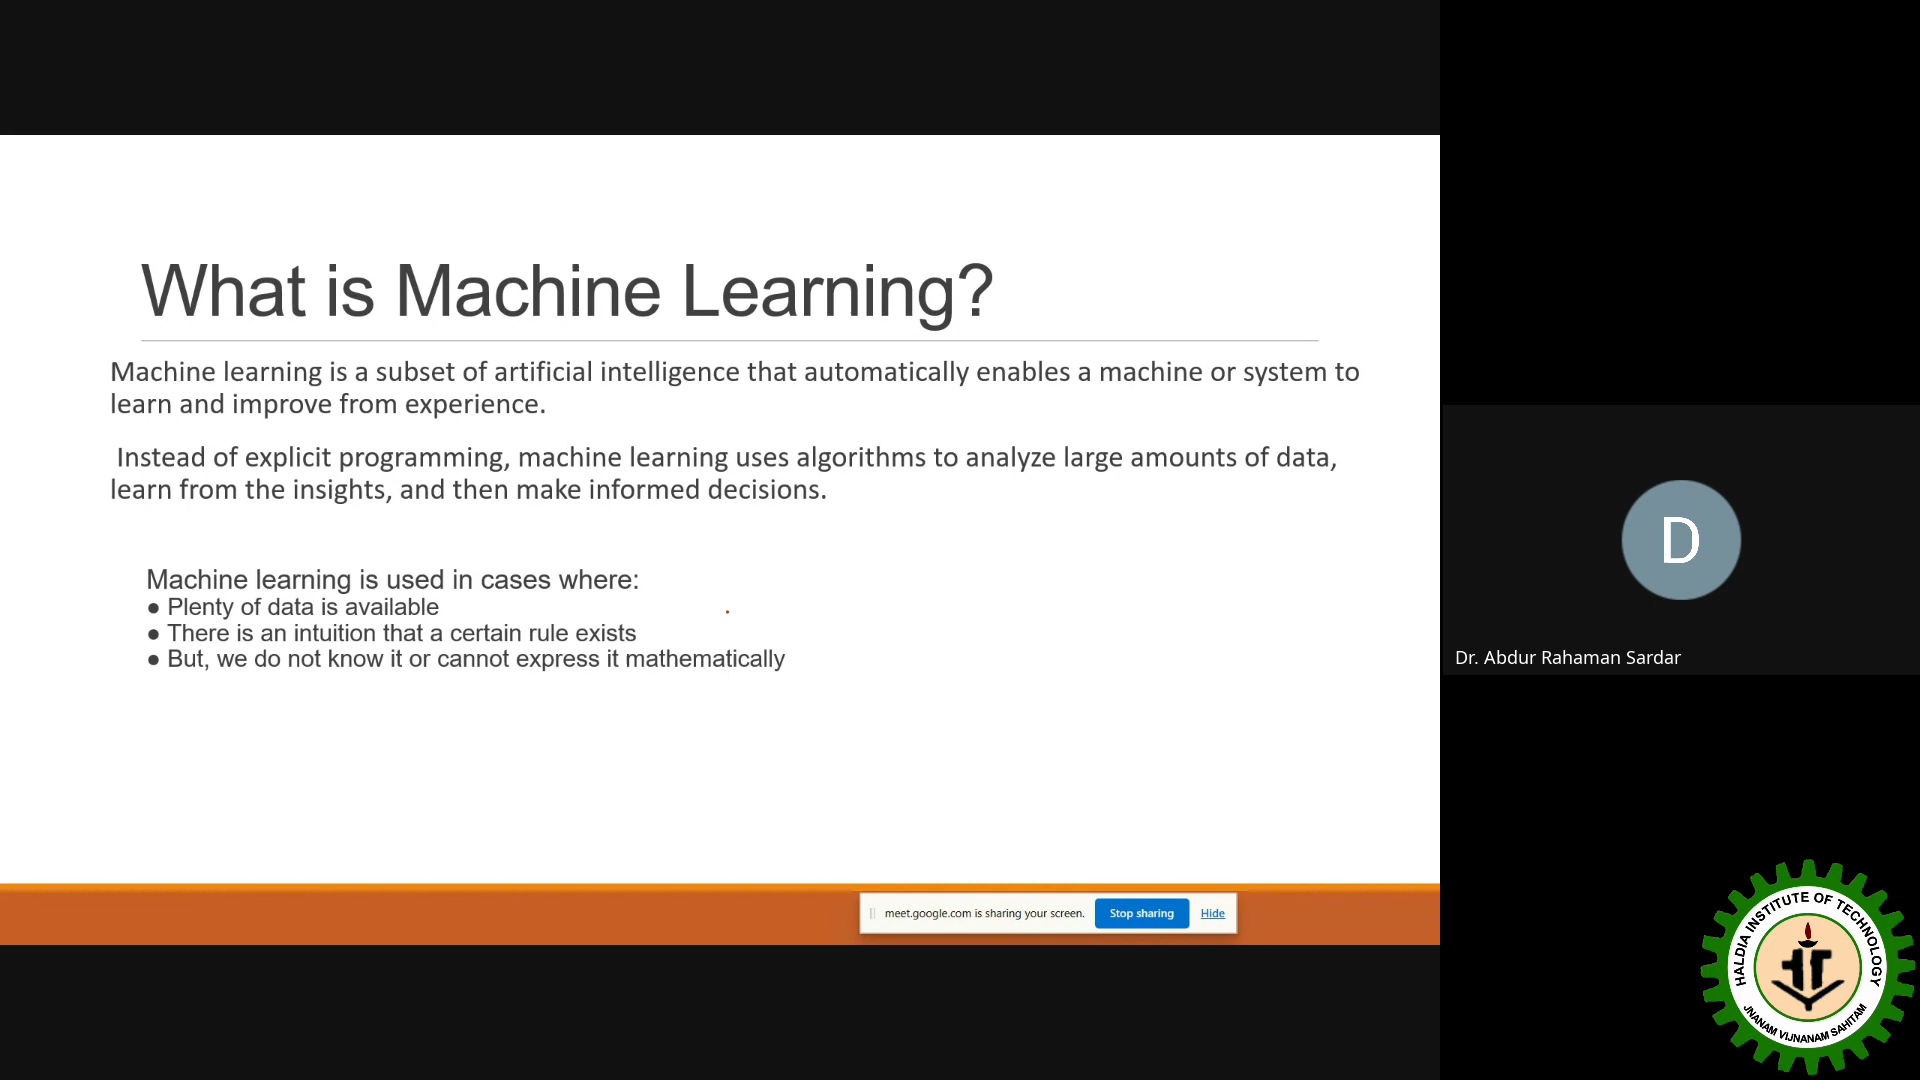 What is Machine Learning?
Machine learning is a subset of artificial intelligence that automatically enables a machine or system to
learn and improve from experience.
Instead of explicit programming, machine learning uses algorithms to analyze large amounts of data,
learn from the insights, and then make informed decisions.
Machine learning is used in cases where:
● Plenty of data is available
● There is an intuition that a certain rule exists
● But, we do not know it or cannot express it mathematically
meet.google.com is sharing your screen. Stop sharing Hide
D
Dr. Abdur Rahaman Sardar
HALDIA INSTITUTE OF TECHNOLOGY
JNANAM VIJNANAM SAHITAM